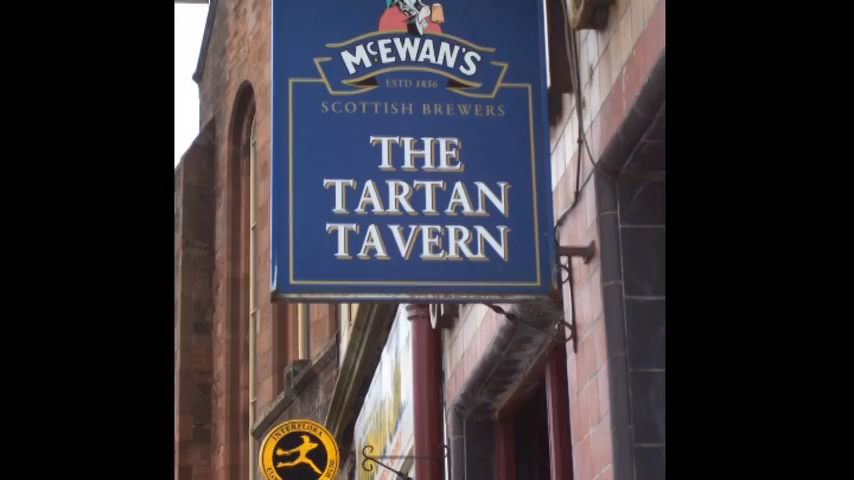 McEWAN'S
ESTD 1856
SCOTTISH BREWERS
THE
TARTAN
TAVERN
INTERFLORA